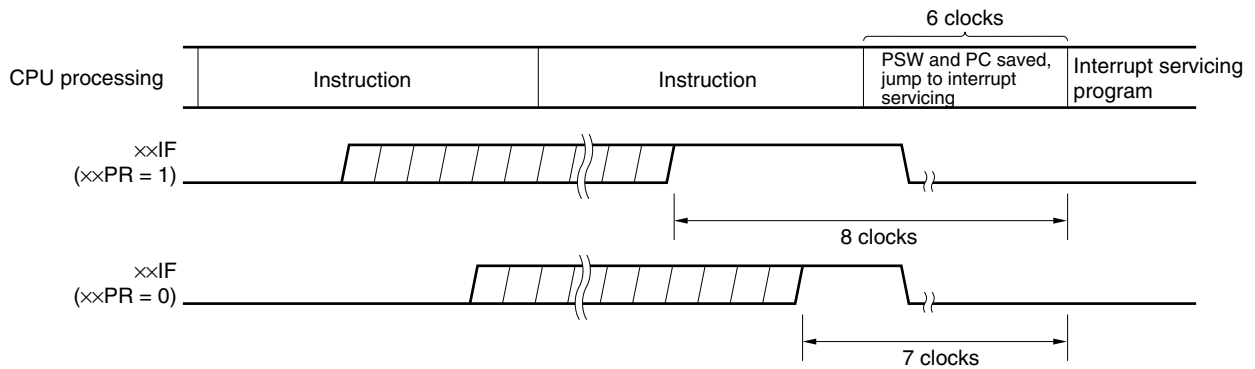 6 clocks
CPU processing
Instruction
Instruction
PSW and PC saved,
jump to interrupt
servicing
Interrupt servicing
program
××IF
(××PR = 1)
8 clocks
××IF
(××PR = 0)
7 clocks